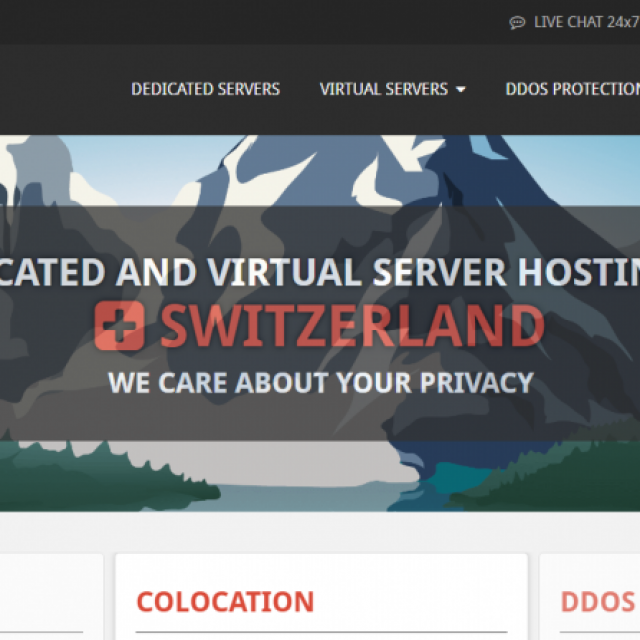 LIVE CHAT 24x7
DEDICATED SERVERS VIRTUAL SERVERS DDOS PROTECTION
CATED AND VIRTUAL SERVER HOSTIN
SWITZERLAND
WE CARE ABOUT YOUR PRIVACY
COLOCATION DDOS